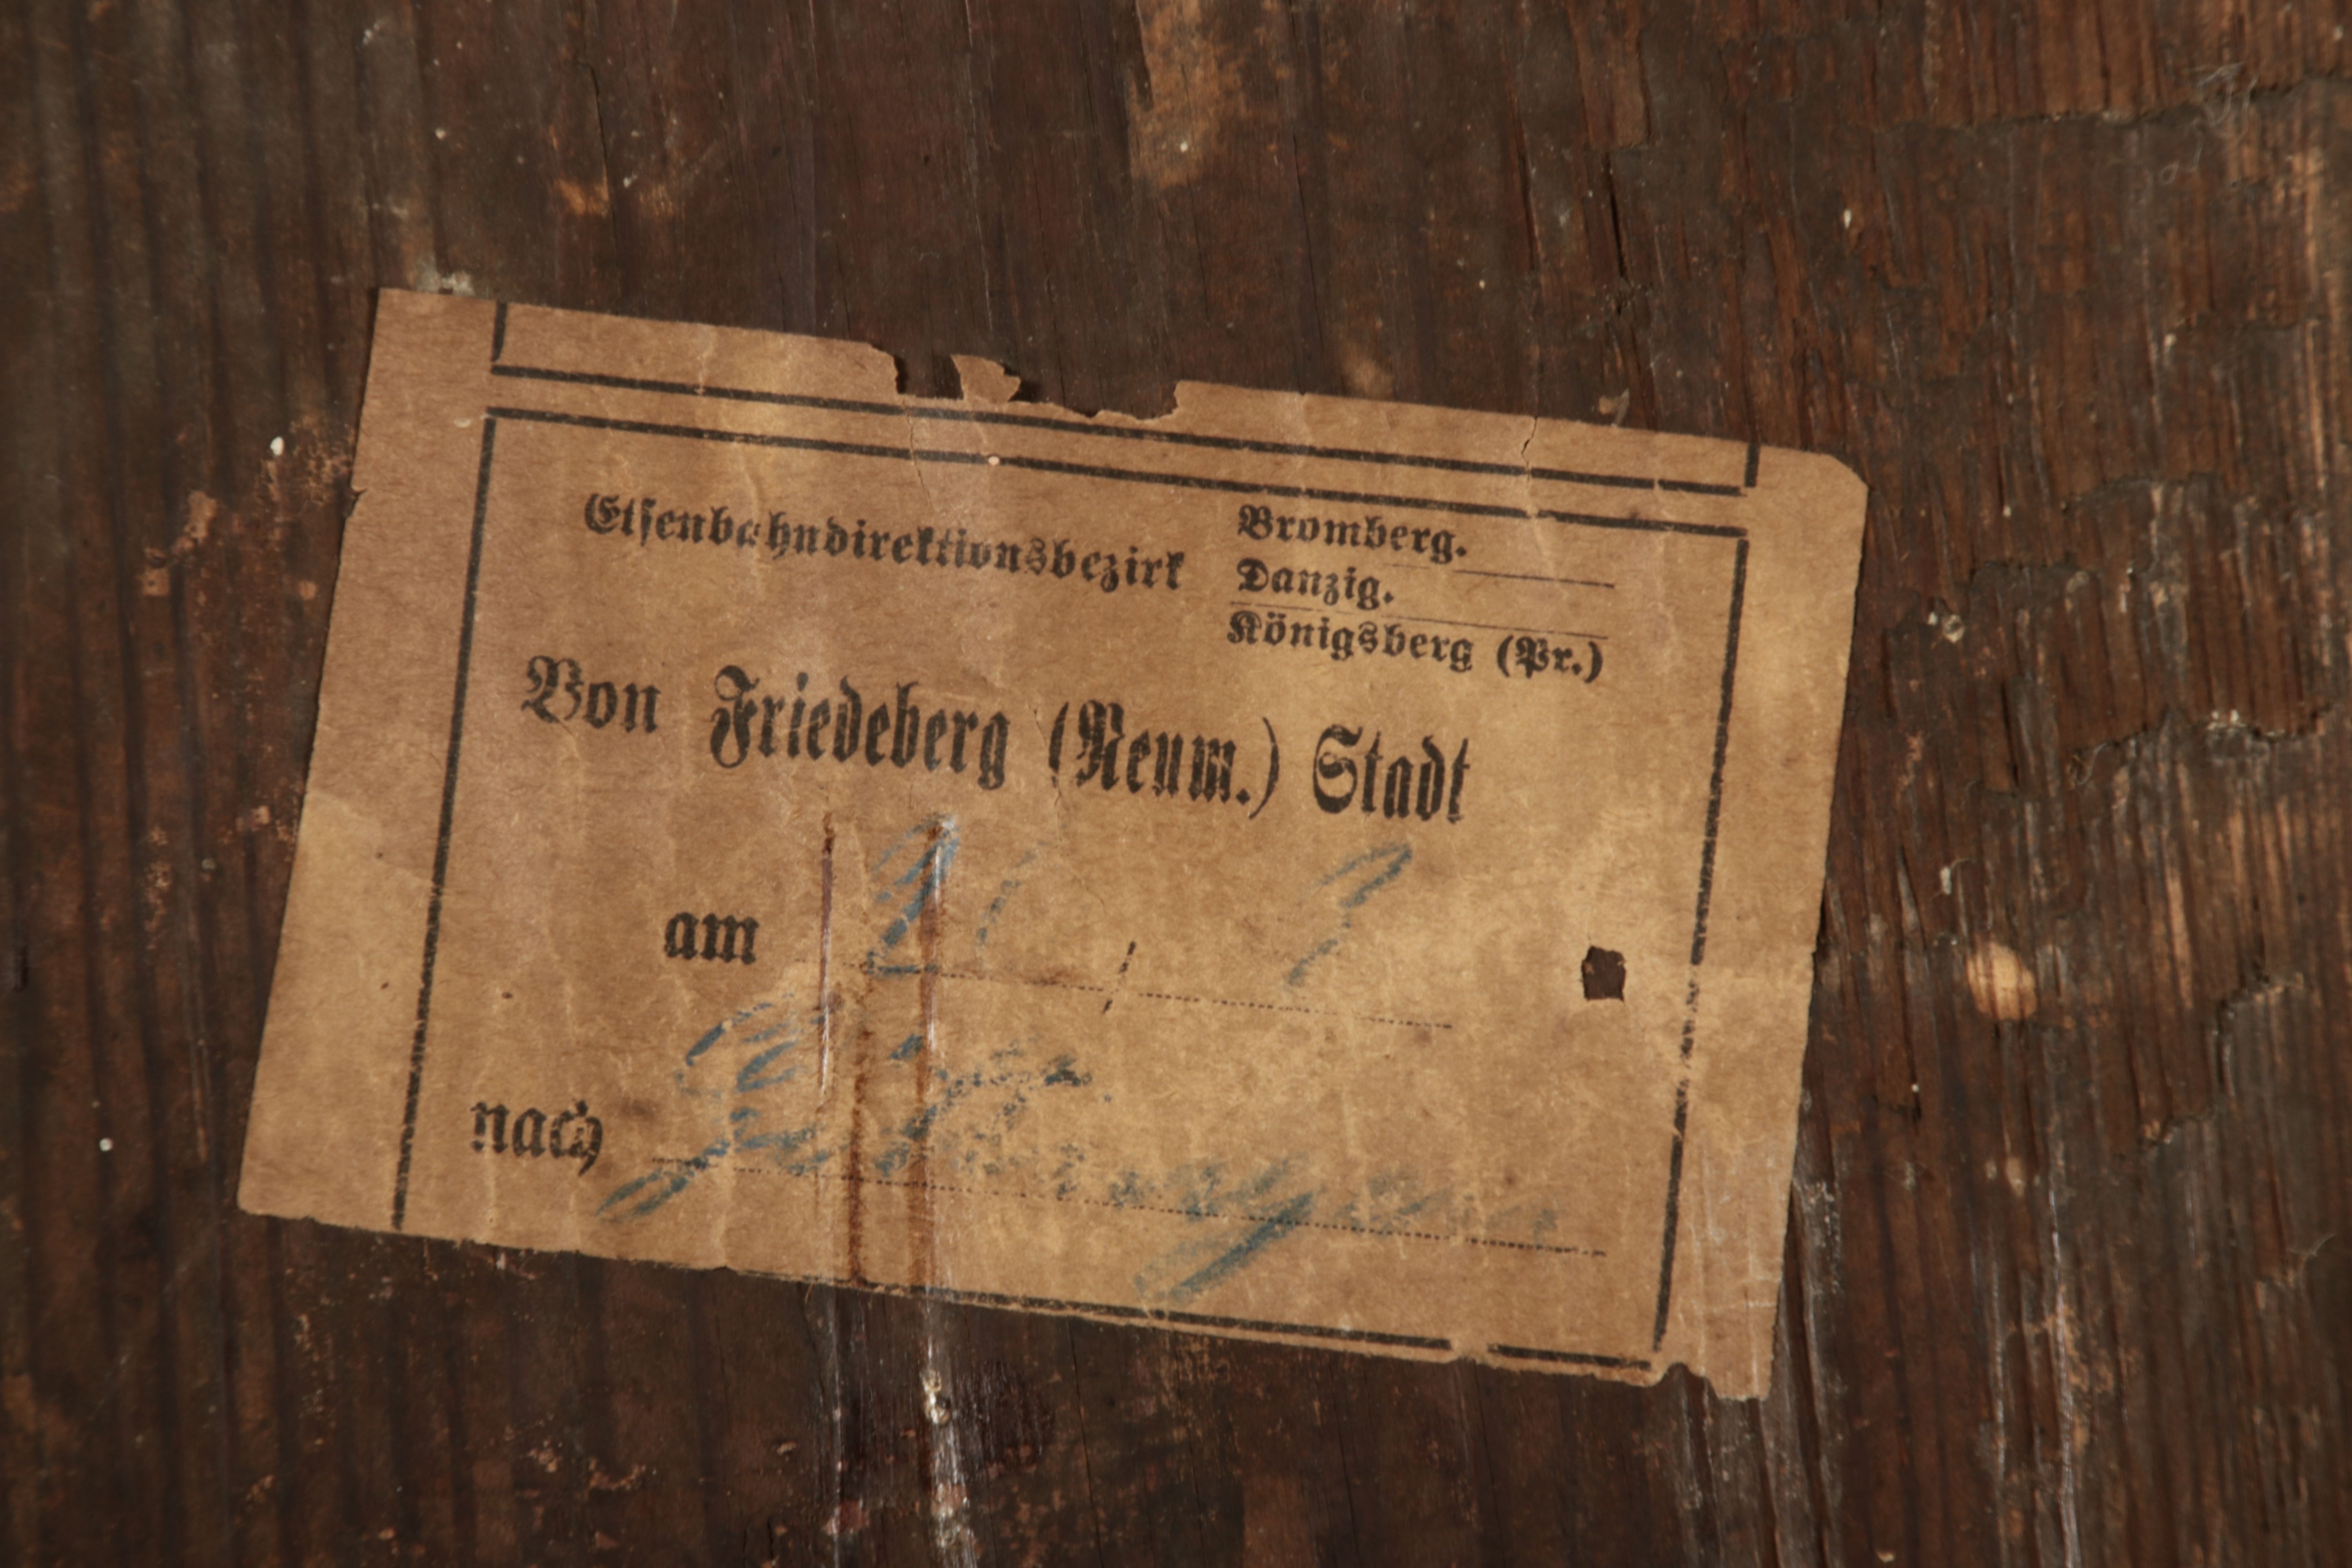 Eisenbahndirektionsbezirk
Bromberg.
Danzig.
Königsberg (Pr.)
Von Friedeberg (Neum.) Stadt
am /
nach